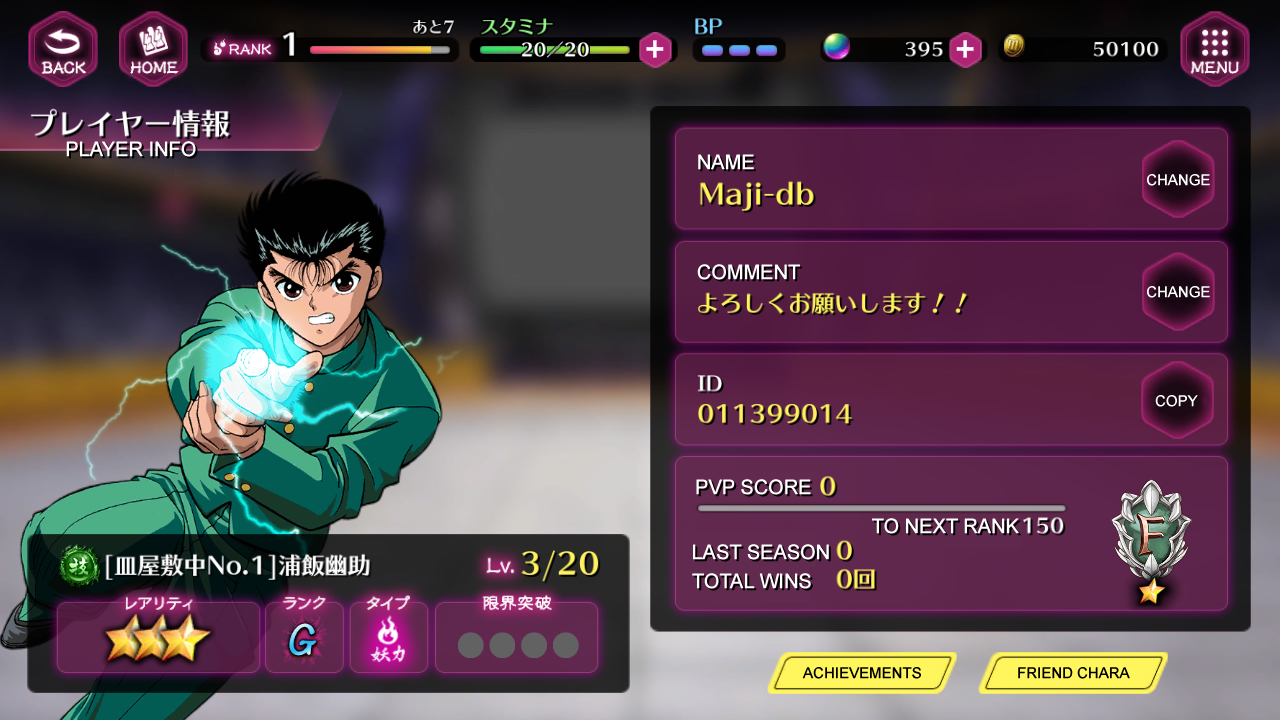 BACK
HOME
RANK 1
あと7
スタミナ
20/20
BP
395
50100
MENU
プレイヤー情報
PLAYER INFO
NAME
Maji-db
CHANGE
COMMENT
よろしくお願いします！！
CHANGE
ID
011399014
COPY
PVP SCORE 0
TO NEXT RANK 150
LAST SEASON 0
TOTAL WINS 0回
F
技 [皿屋敷中No.1]浦飯幽助
Lv. 3/20
レアリティ
ランク
G
タイプ
妖力
限界突破
ACHIEVEMENTS
FRIEND CHARA